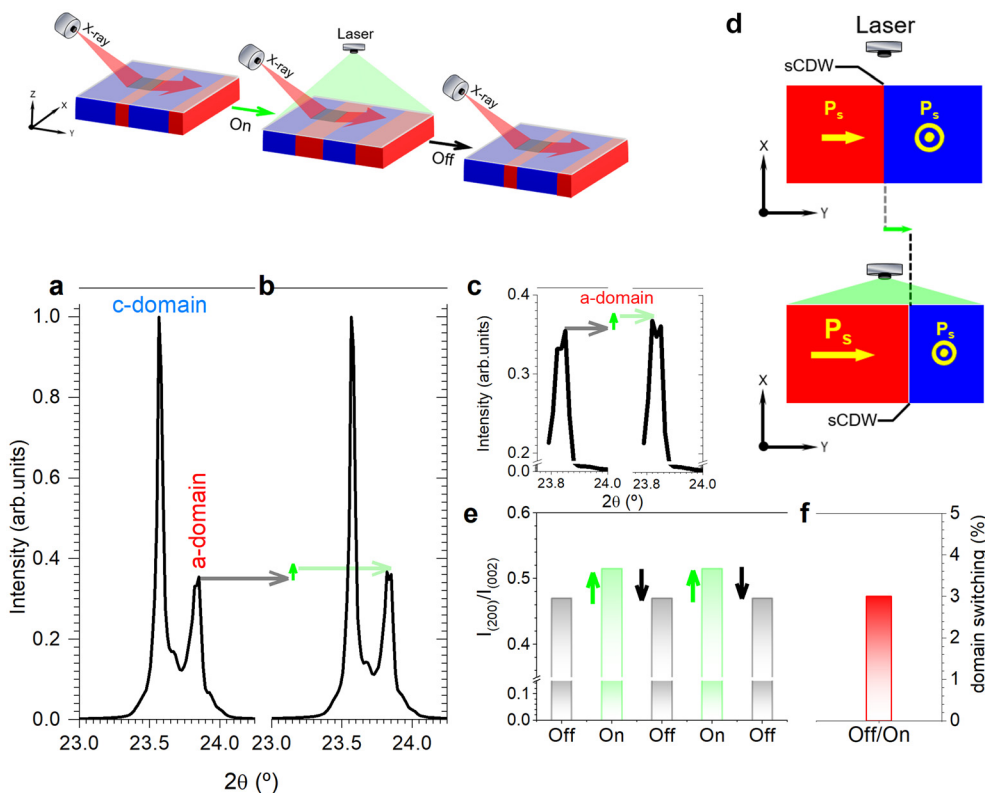 X-ray
X-ray
Laser
X-ray
Z
X
Y
On
Off
d
Laser
sCDW
Ps
Ps
X
Y
Ps
Ps
X
sCDW
Y
a
c-domain
a-domain
Intensity (arb.units)
1.0
0.8
0.6
0.4
0.2
0.0
23.0
23.5
24.0
b
23.0
23.5
24.0
2θ (º)
c
a-domain
Intensity (arb.units)
0.4
0.3
0.2
0.0
23.8
24.0
23.8
24.0
2θ (º)
e
I(200)/I(002)
0.6
0.5
0.4
0.1
0.0
Off
On
Off
On
Off
f
5
4
3
2
1
0
domain switching (%)
Off/On